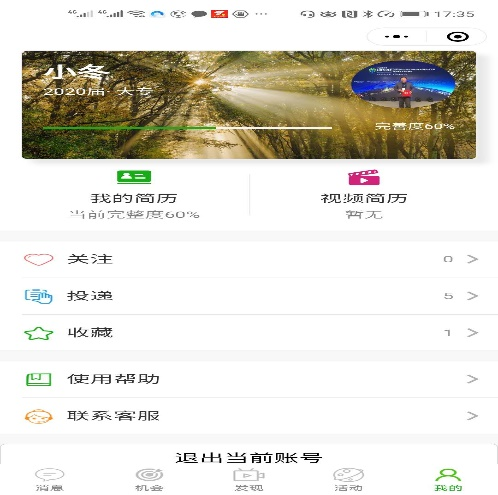 4G 4G 17:35
小冬
2020届·大专
完善度60%
我的简历
视频简历
当前完整度60%
暂无
关注 0
投递 5
收藏 1
使用帮助
联系客服
退出当前账号
消息 机会 发现 活动 我的